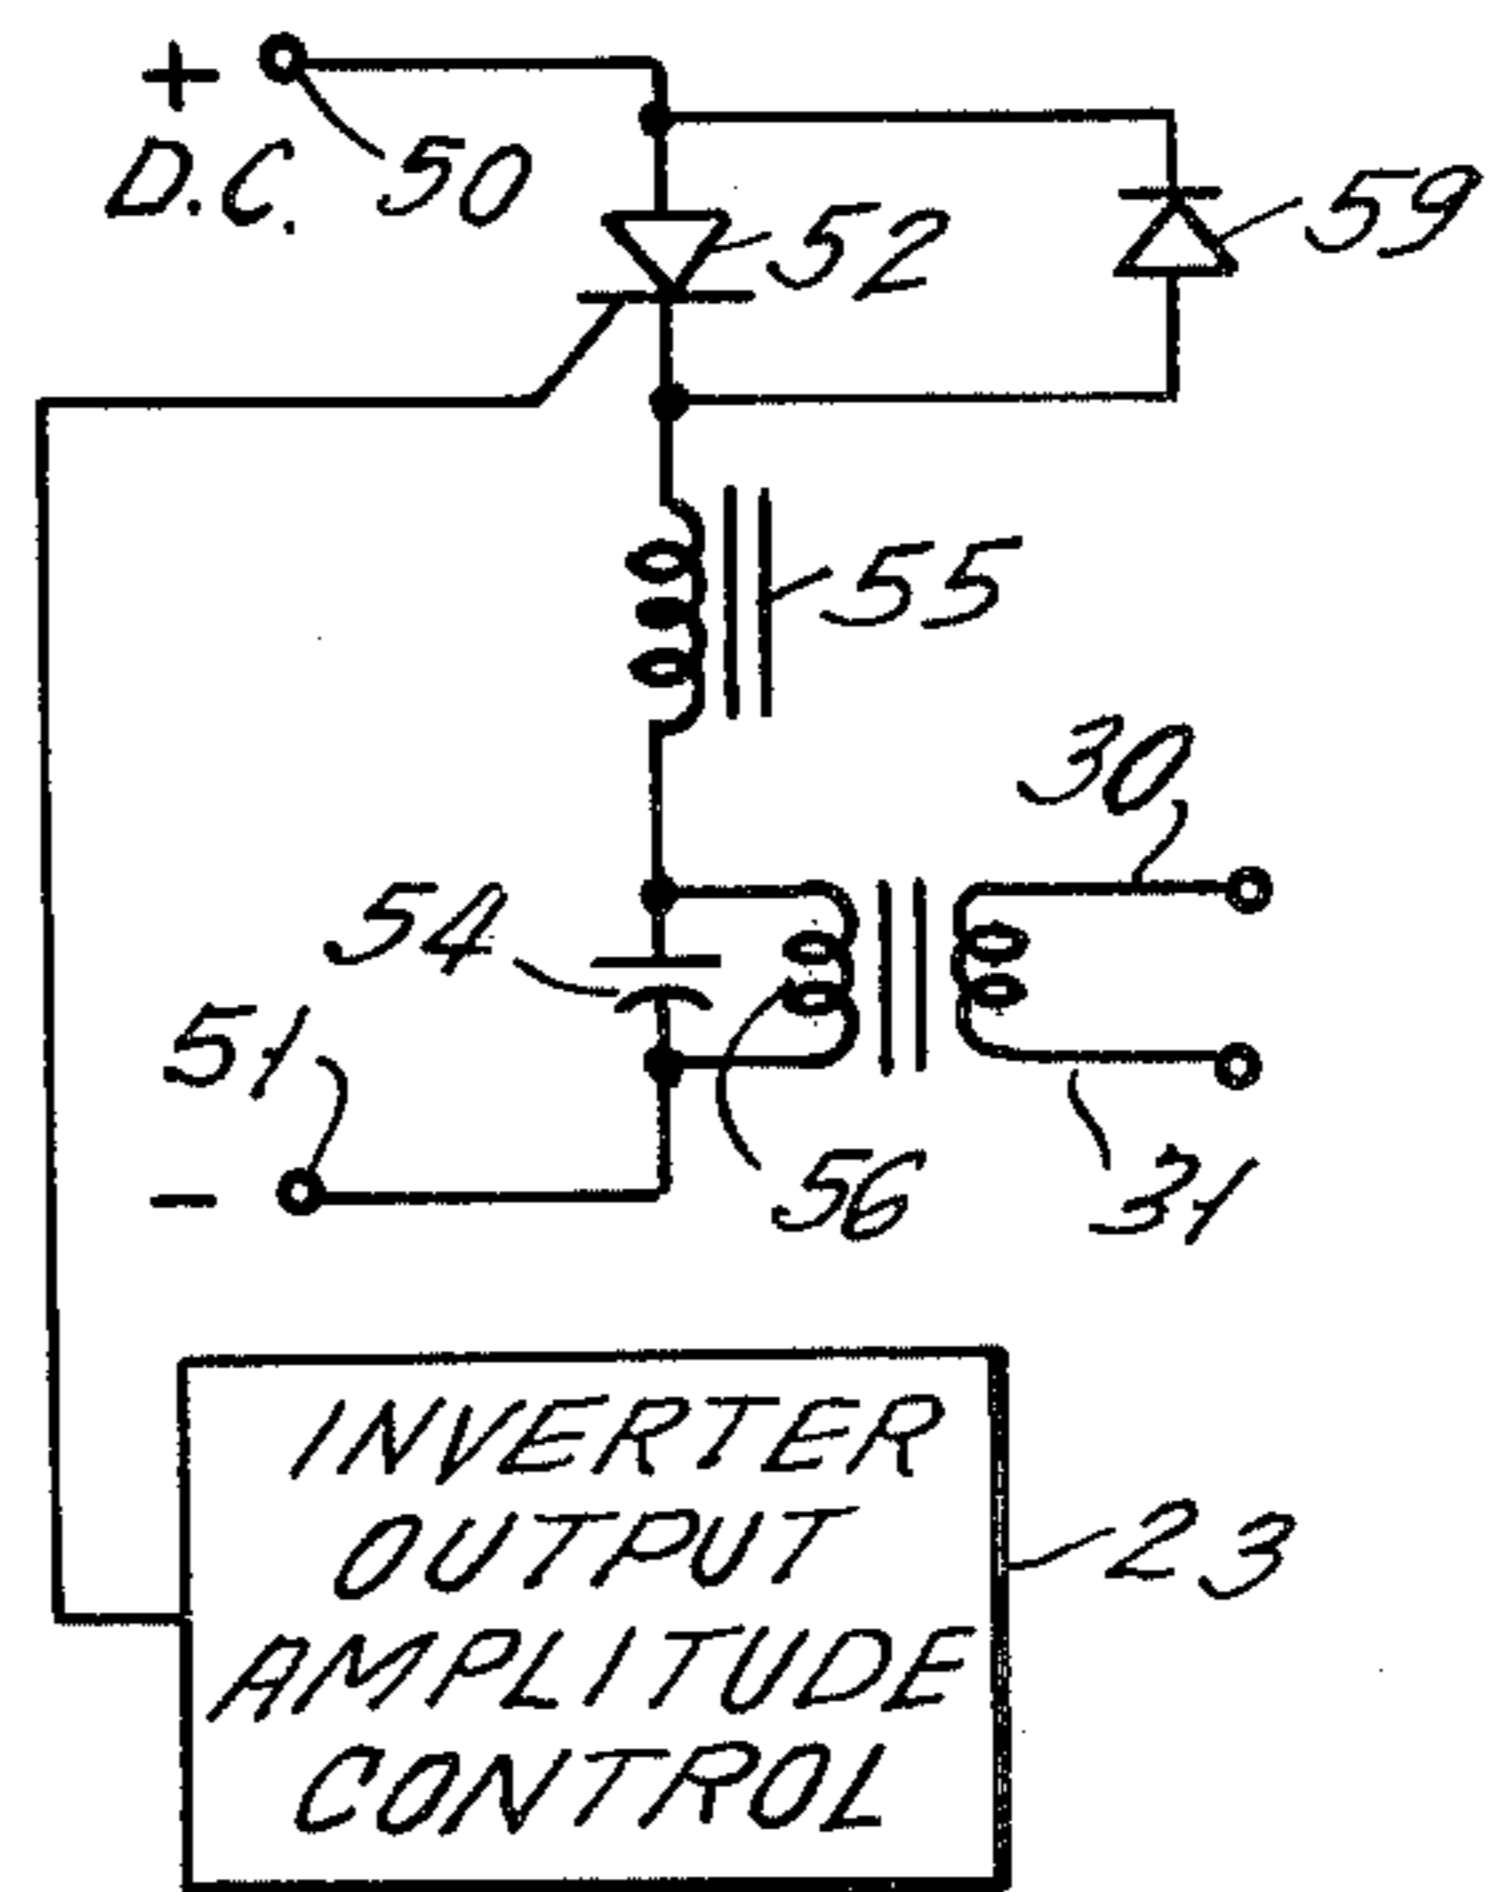 +
D.C.
50
52
59
55
30
54
51
56
31
−
INVERTER
OUTPUT
AMPLITUDE
CONTROL
23